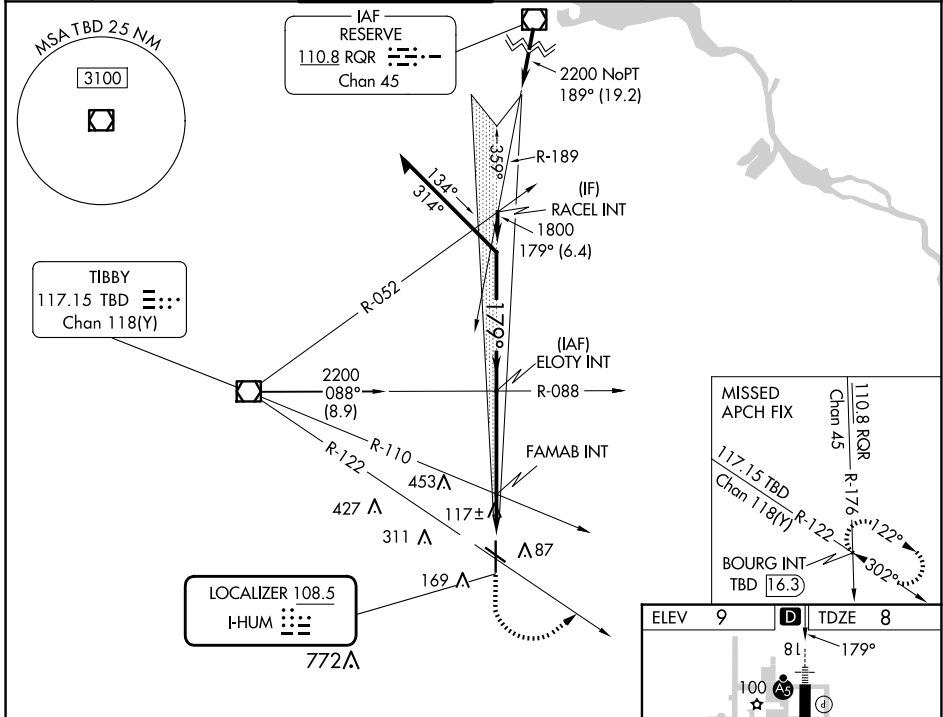 MSA TBD 25 NM
3100
IAF
RESERVE
110.8 RQR
Chan 45
2200 NoPT
189° (19.2)
359°
R-189
134°
314°
(IF)
RACEL INT
1800
179° (6.4)
TIBBY
117.15 TBD
Chan 118(Y)
R-052
179°
(IAF)
ELOTY INT
2200
088°
(8.9)
R-088
R-110
R-122
FAMAB INT
453
427
117±
311
87
169
LOCALIZER 108.5
I-HUM
772
MISSED
APCH FIX
110.8 RQR
Chan 45
R-176
117.15 TBD
Chan 118(Y)
R-122
122°
302°
BOURG INT
TBD 16.3
ELEV 9 D TDZE 8
18
179°
100
A5
P